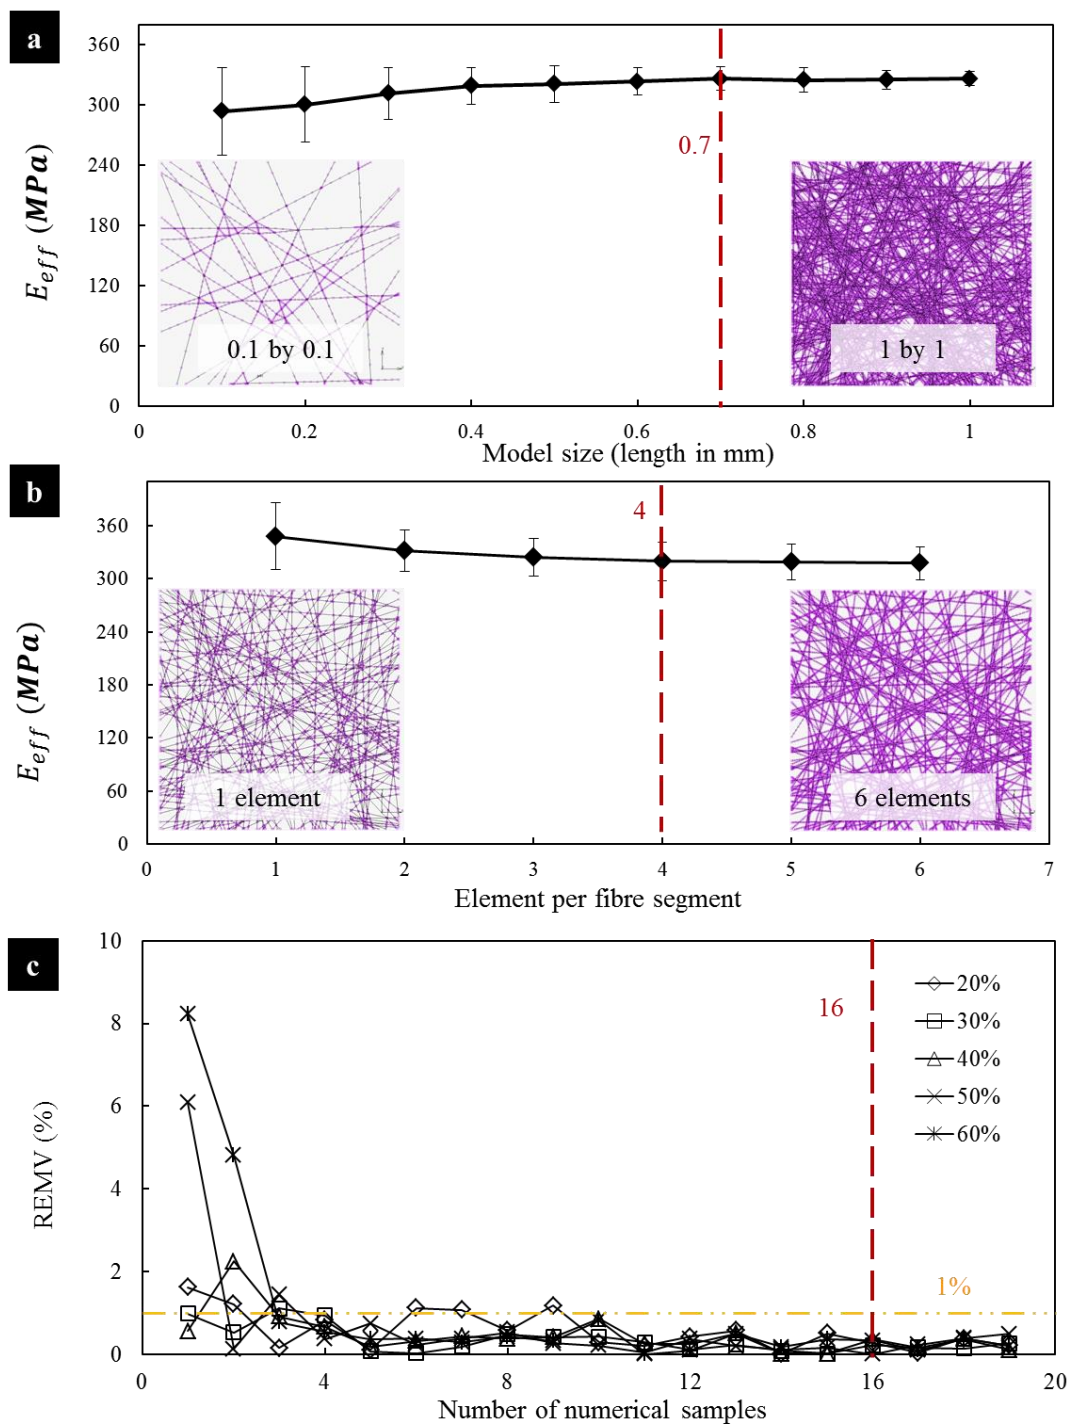 a
360
300
240
180
120
60
0
E_eff (MPa)
0.7
0.1 by 0.1
1 by 1
0 0.2 0.4 0.6 0.8 1
Model size (length in mm)
b
360
300
240
180
120
60
0
E_eff (MPa)
4
1 element
6 elements
0 1 2 3 4 5 6 7
Element per fibre segment
c
10
8
6
4
2
0
REMV (%)
16
20%
30%
40%
50%
60%
1%
0 4 8 12 16 20
Number of numerical samples